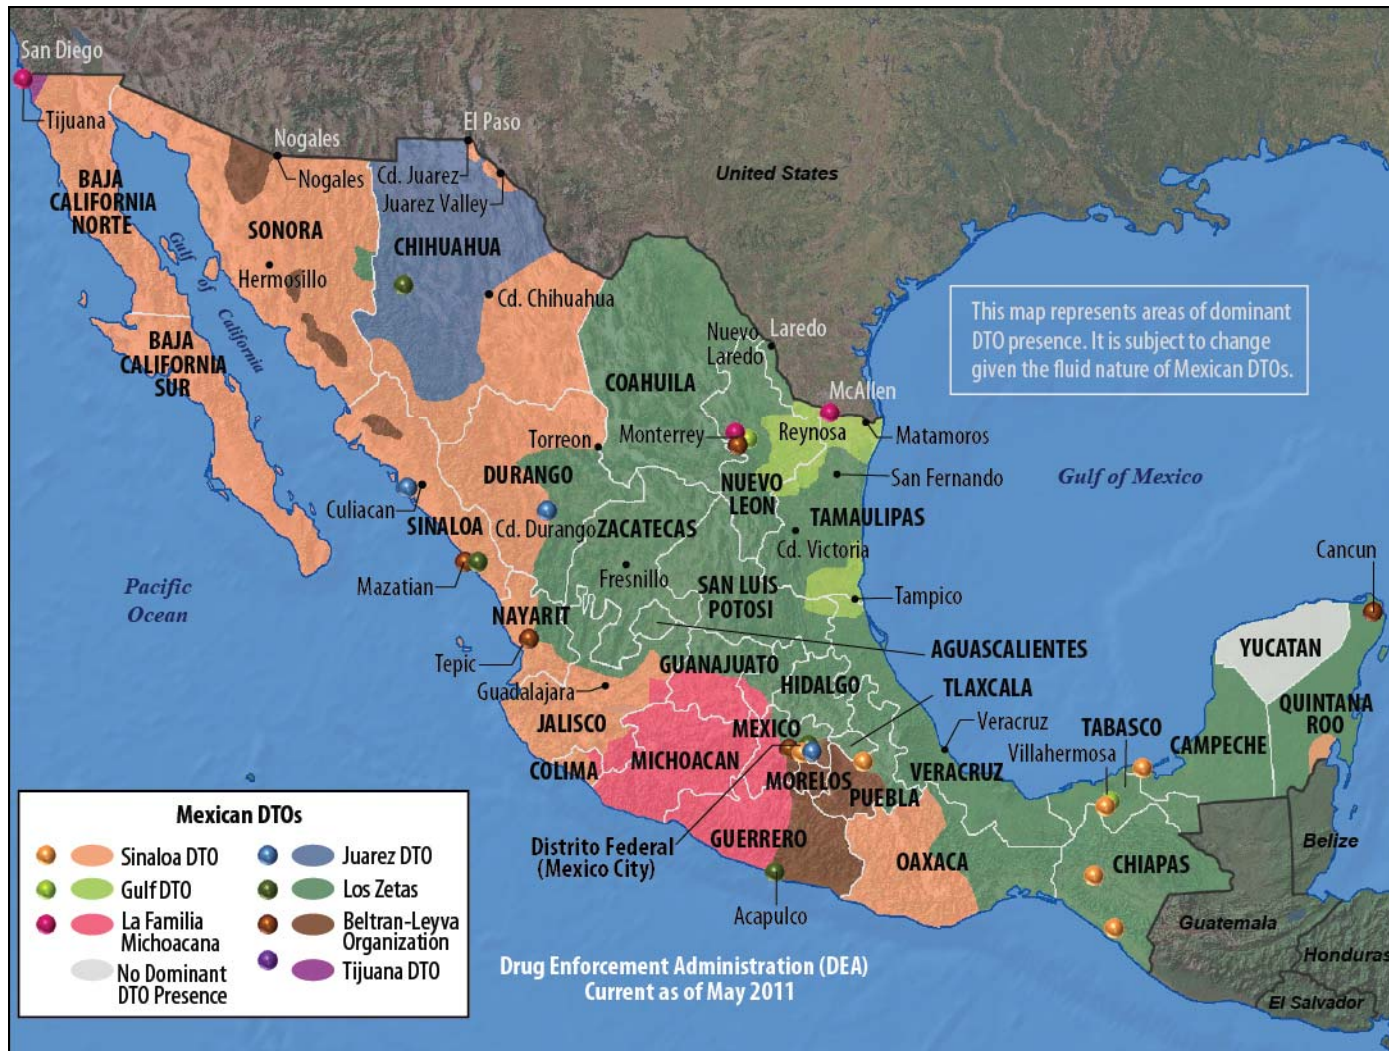 San Diego
Tijuana
BAJA
CALIFORNIA
NORTE
Gulf
of
California
BAJA
CALIFORNIA
SUR
Nogales
Nogales
SONORA
Hermosillo
El Paso
Cd. Juarez
Juarez Valley
CHIHUAHUA
Cd. Chihuahua
United States
This map represents areas of dominant
DTO presence. It is subject to change
given the fluid nature of Mexican DTOs.
Nuevo
Laredo
Laredo
COAHUILA
McAllen
Monterrey
Reynosa
Matamoros
Torreon
DURANGO
NUEVO
LEON
San Fernando
Gulf of Mexico
Culiacan
SINALOA
Cd. Durango
ZACATECAS
TAMAULIPAS
Cd. Victoria
Mazatlan
Fresnillo
SAN LUIS
POTOSI
Tampico
Cancun
Pacific
Ocean
NAYARIT
Tepic
AGUASCALIENTES
YUCATAN
Guadalajara
GUANAJUATO
HIDALGO
TLAXCALA
QUINTANA
ROO
JALISCO
MEXICO
Veracruz
TABASCO
Villahermosa
CAMPECHE
COLIMA
MICHOACAN
MORELOS
PUEBLA
VERACRUZ
Distrito Federal
(Mexico City)
GUERRERO
OAXACA
CHIAPAS
Belize
Acapulco
Guatemala
Honduras
El Salvador
Mexican DTOs
Sinaloa DTO
Gulf DTO
La Familia
Michoacana
No Dominant
DTO Presence
Juarez DTO
Los Zetas
Beltran-Leyva
Organization
Tijuana DTO
Drug Enforcement Administration (DEA)
Current as of May 2011